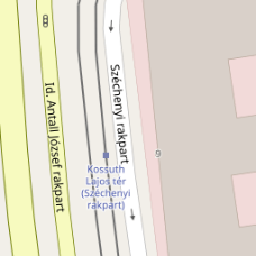 Széchenyi rakpart
Id. Antall József rakpart
Kossuth
Lajos tér
(Széchenyi
rakpart)